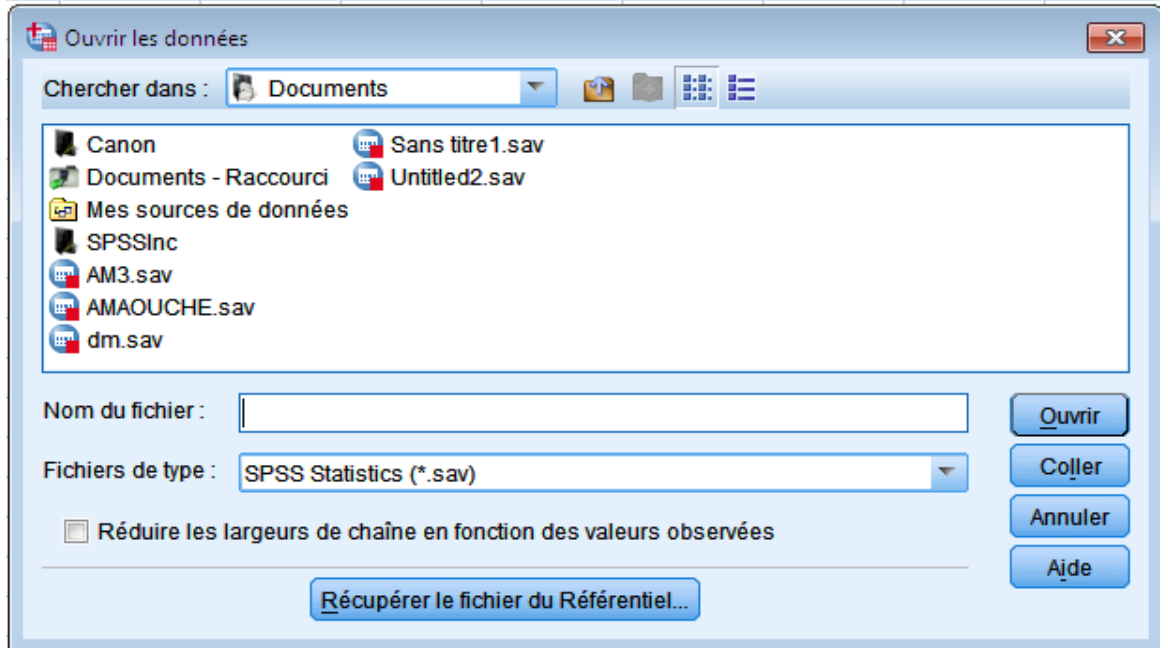 Ouvrir les données
Chercher dans : Documents
Canon
Documents - Raccourci
Mes sources de données
SPSSInc
AM3.sav
AMAOUCHE.sav
dm.sav
Sans titre1.sav
Untitled2.sav
Nom du fichier :
Ouvrir
Fichiers de type : SPSS Statistics (*.sav)
Coller
Réduire les largeurs de chaîne en fonction des valeurs observées
Annuler
Aide
Récupérer le fichier du Référentiel...